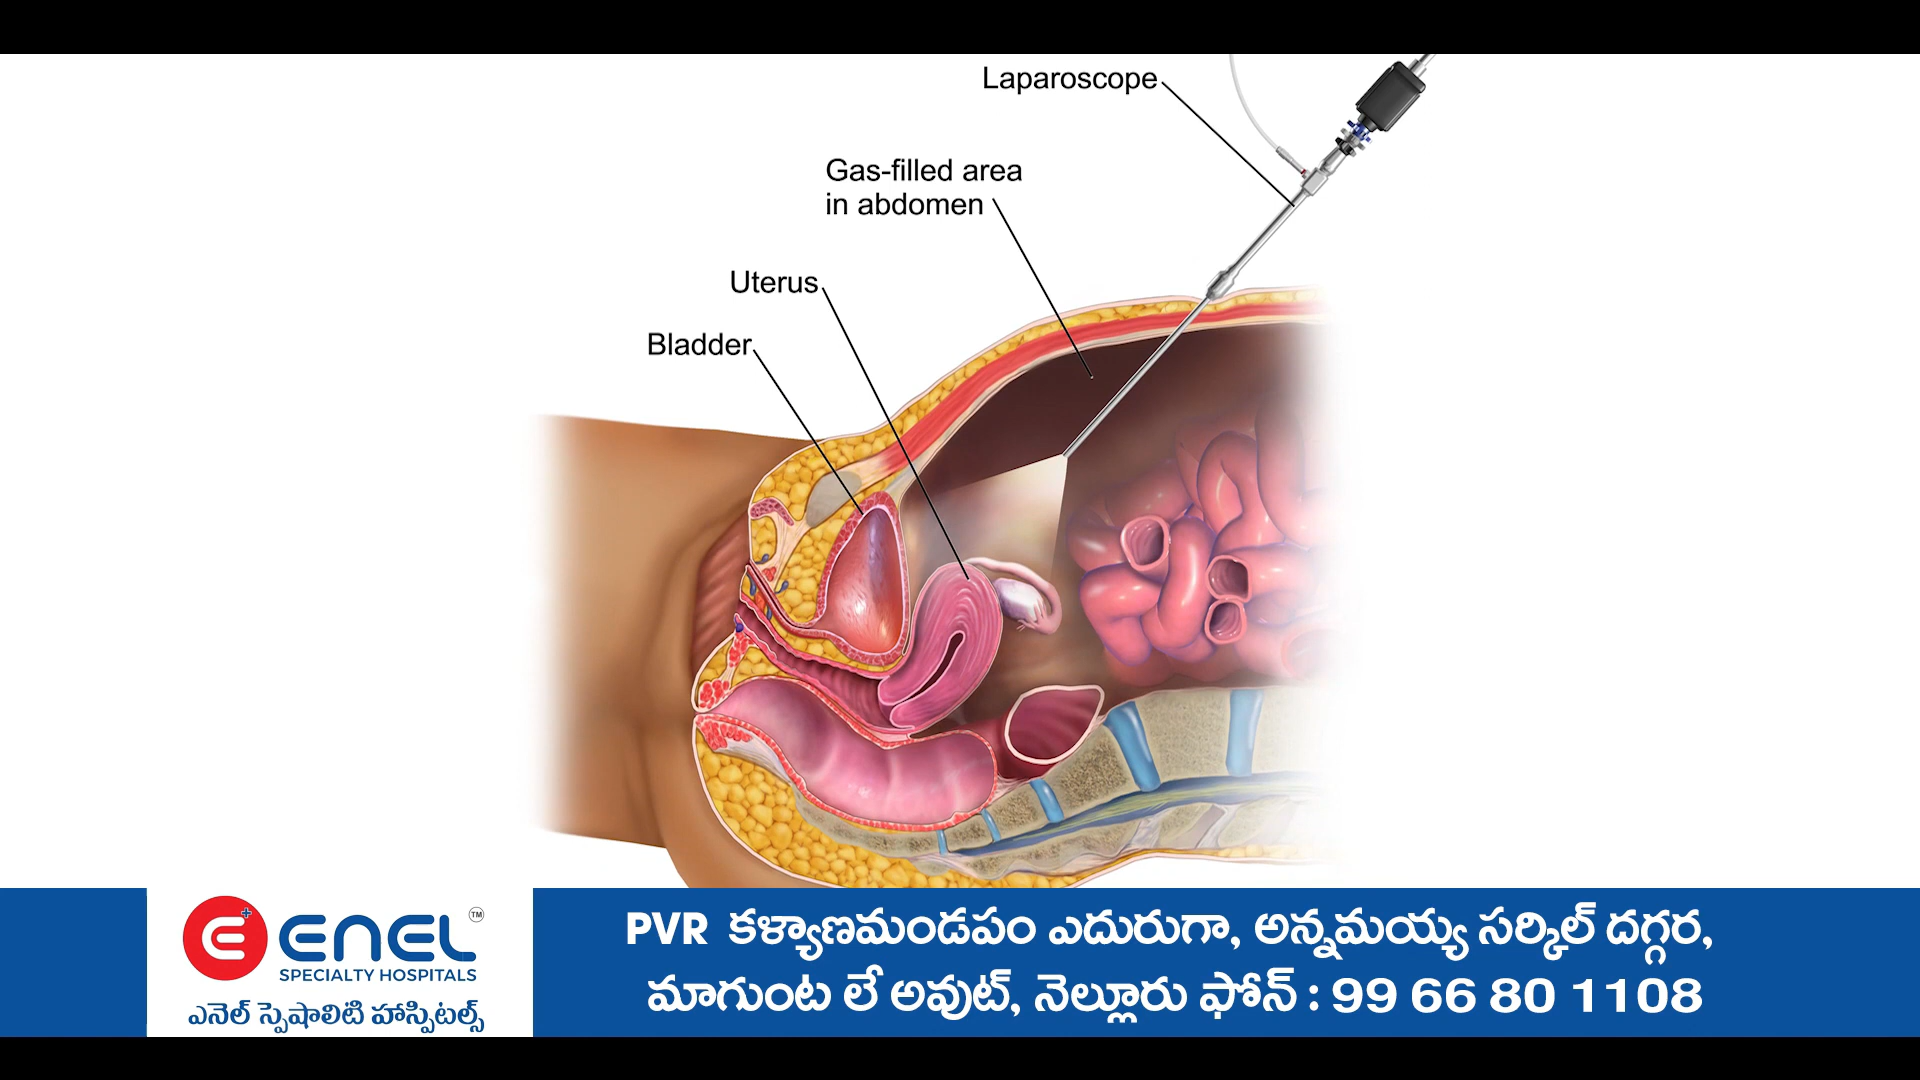 Laparoscope
Gas-filled area
in abdomen
Uterus
Bladder
ENEL™
SPECIALTY HOSPITALS
ఎనెల్ స్పెషాలిటి హాస్పిటల్స్
PVR కళ్యాణమండపం ఎదురుగా, అన్నమయ్య సర్కిల్ దగ్గర,
మాగుంట లే అవుట్, నెల్లూరు ఫోన్ : 99 66 80 1108